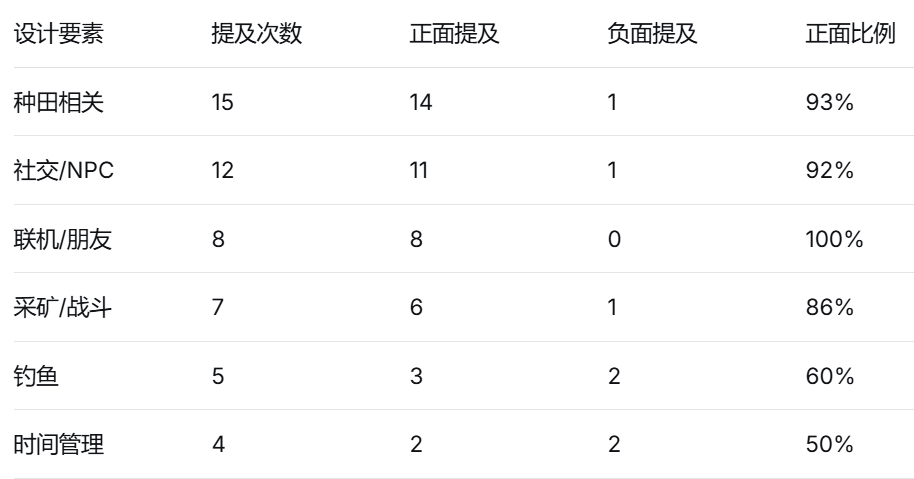 设计要素 提及次数 正面提及 负面提及 正面比例
种田相关 15 14 1 93%
社交/NPC 12 11 1 92%
联机/朋友 8 8 0 100%
采矿/战斗 7 6 1 86%
钓鱼 5 3 2 60%
时间管理 4 2 2 50%